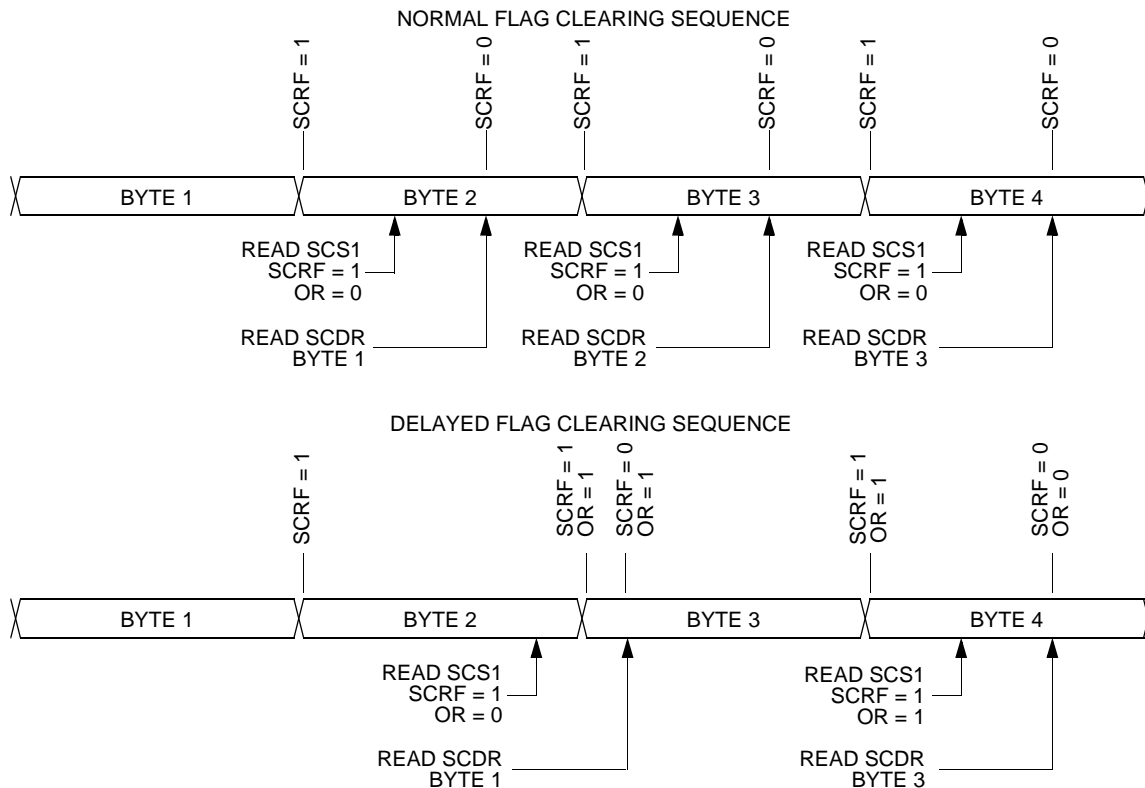 NORMAL FLAG CLEARING SEQUENCE
SCRF = 1
SCRF = 0
SCRF = 1
SCRF = 0
SCRF = 1
SCRF = 0
BYTE 1
BYTE 2
BYTE 3
BYTE 4
READ SCS1
SCRF = 1
OR = 0
READ SCS1
SCRF = 1
OR = 0
READ SCS1
SCRF = 1
OR = 0
READ SCDR
BYTE 1
READ SCDR
BYTE 2
READ SCDR
BYTE 3
DELAYED FLAG CLEARING SEQUENCE
SCRF = 1
SCRF = 1
OR = 1
SCRF = 0
OR = 1
SCRF = 1
OR = 1
SCRF = 0
OR = 0
BYTE 1
BYTE 2
BYTE 3
BYTE 4
READ SCS1
SCRF = 1
OR = 0
READ SCS1
SCRF = 1
OR = 1
READ SCDR
BYTE 1
READ SCDR
BYTE 3